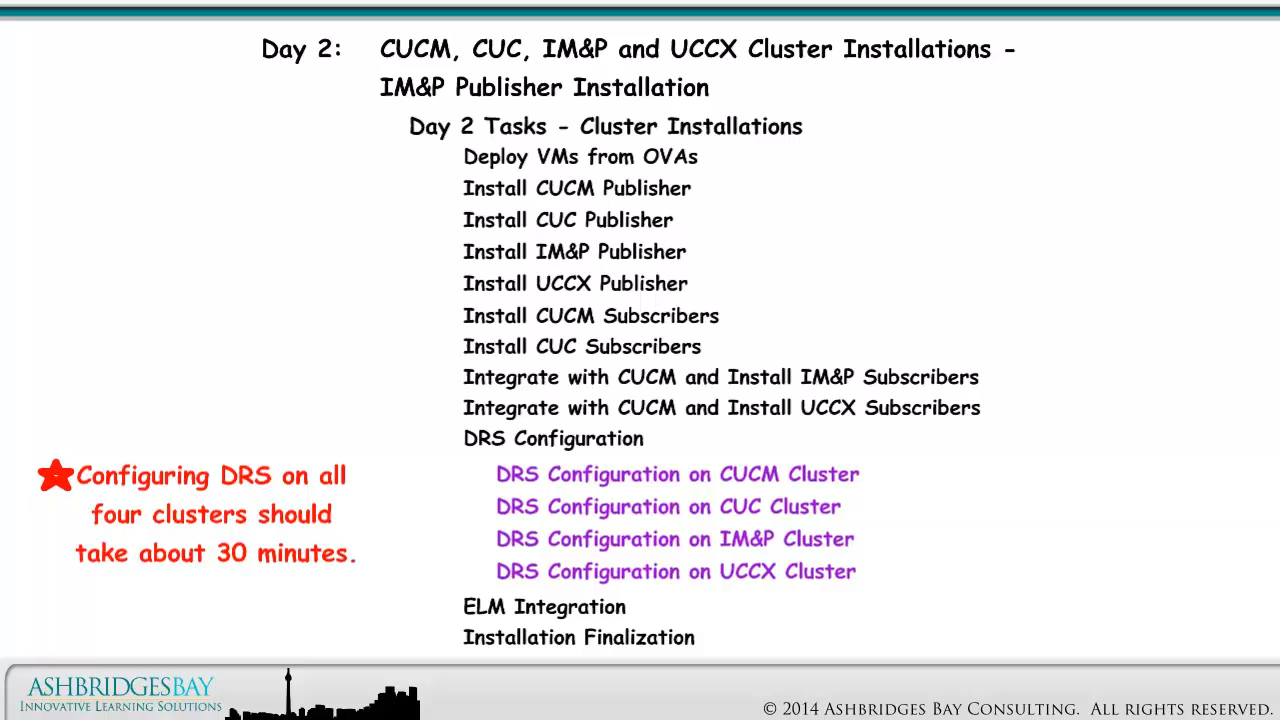 Day 2: CUCM, CUC, IM&P and UCCX Cluster Installations -
IM&P Publisher Installation
Day 2 Tasks - Cluster Installations
Deploy VMs from OVAs
Install CUCM Publisher
Install CUC Publisher
Install IM&P Publisher
Install UCCX Publisher
Install CUCM Subscribers
Install CUC Subscribers
Integrate with CUCM and Install IM&P Subscribers
Integrate with CUCM and Install UCCX Subscribers
DRS Configuration
Configuring DRS on all
four clusters should
take about 30 minutes.
DRS Configuration on CUCM Cluster
DRS Configuration on CUC Cluster
DRS Configuration on IM&P Cluster
DRS Configuration on UCCX Cluster
ELM Integration
Installation Finalization
ASHBRIDGESBAY
INNOVATIVE LEARNING SOLUTIONS
© 2014 ASHBRIDGES BAY CONSULTING. ALL RIGHTS RESERVED.